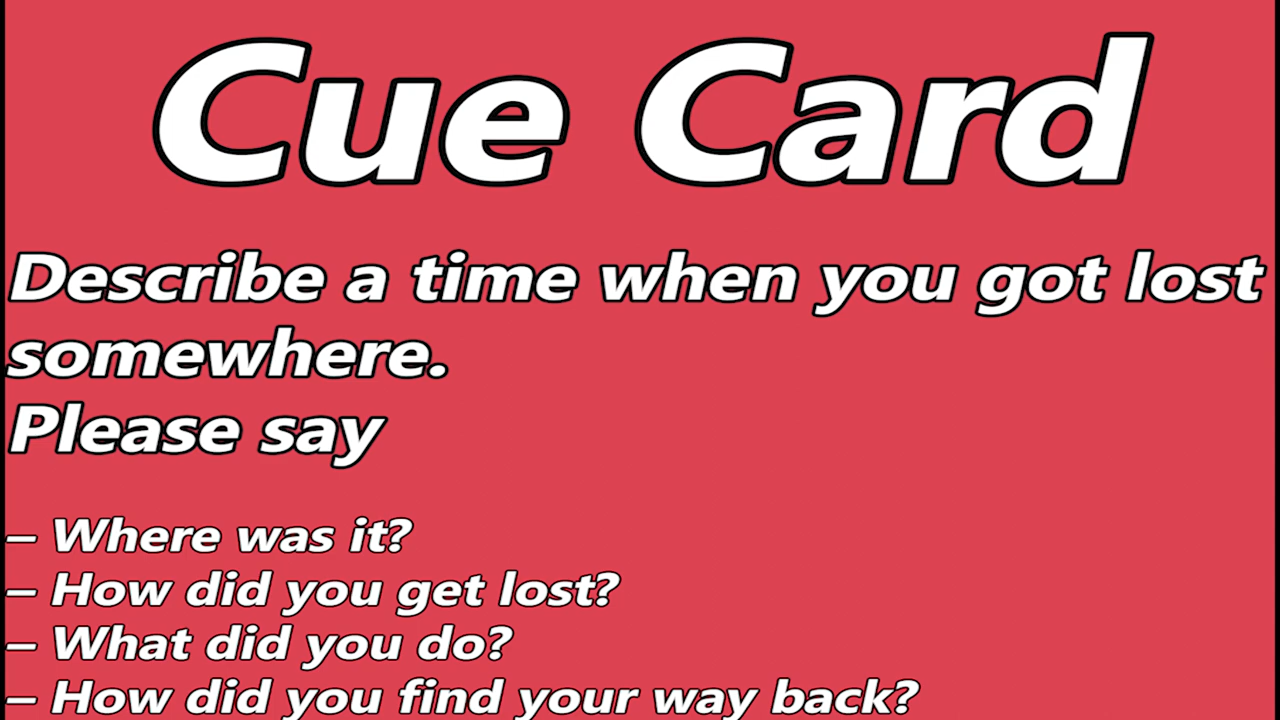 Cue Card
Describe a time when you got lost
somewhere.
Please say
– Where was it?
– How did you get lost?
– What did you do?
– How did you find your way back?